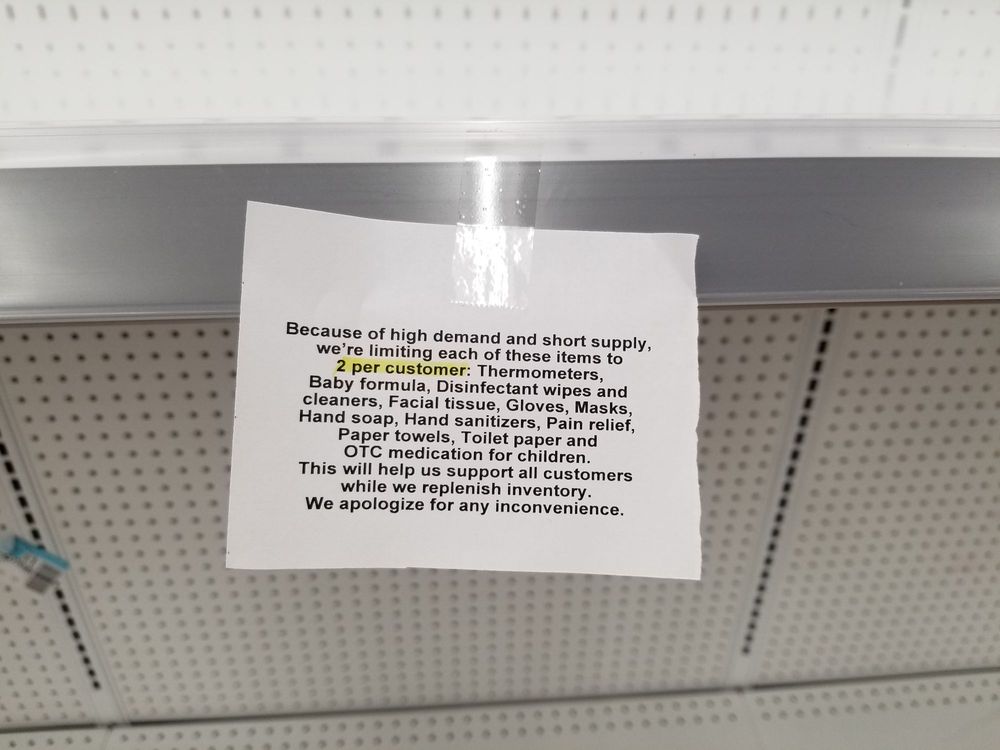 Because of high demand and short supply,
we're limiting each of these items to
2 per customer: Thermometers,
Baby formula, Disinfectant wipes and
cleaners, Facial tissue, Gloves, Masks,
Hand soap, Hand sanitizers, Pain relief,
Paper towels, Toilet paper and
OTC medication for children.
This will help us support all customers
while we replenish inventory.
We apologize for any inconvenience.